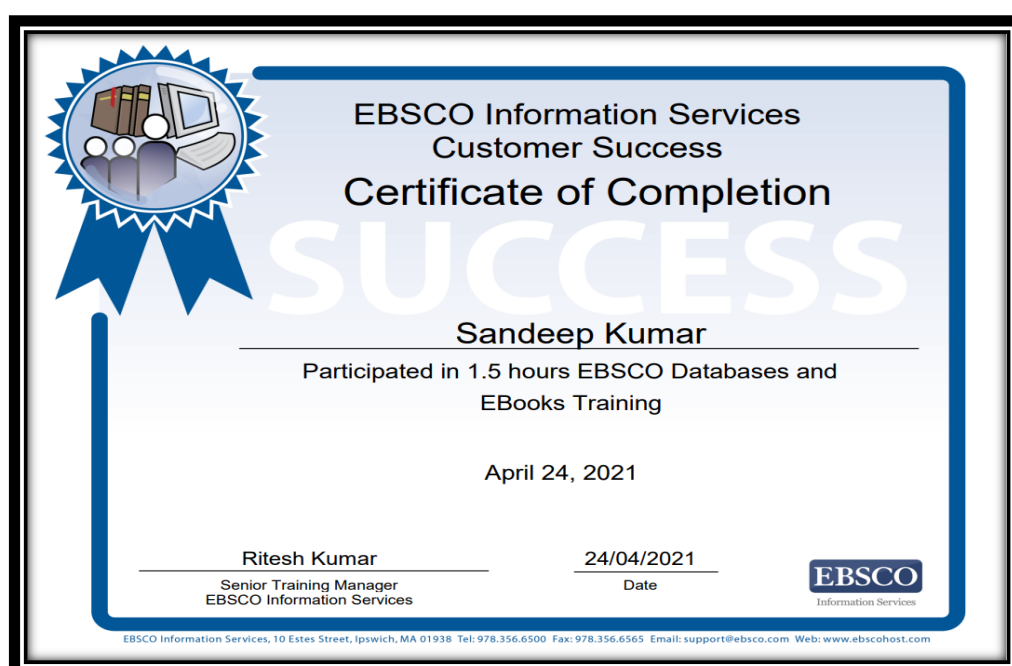 EBSCO Information Services
Customer Success
Certificate of Completion
SUCCESS
Sandeep Kumar
Participated in 1.5 hours EBSCO Databases and
EBooks Training
April 24, 2021
Ritesh Kumar
24/04/2021
Senior Training Manager
EBSCO Information Services
Date
EBSCO
Information Services
EBSCO Information Services, 10 Estes Street, Ipswich, MA 01938 Tel: 978.356.6500 Fax: 978.356.6565 Email: support@ebsco.com Web: www.ebscohost.com